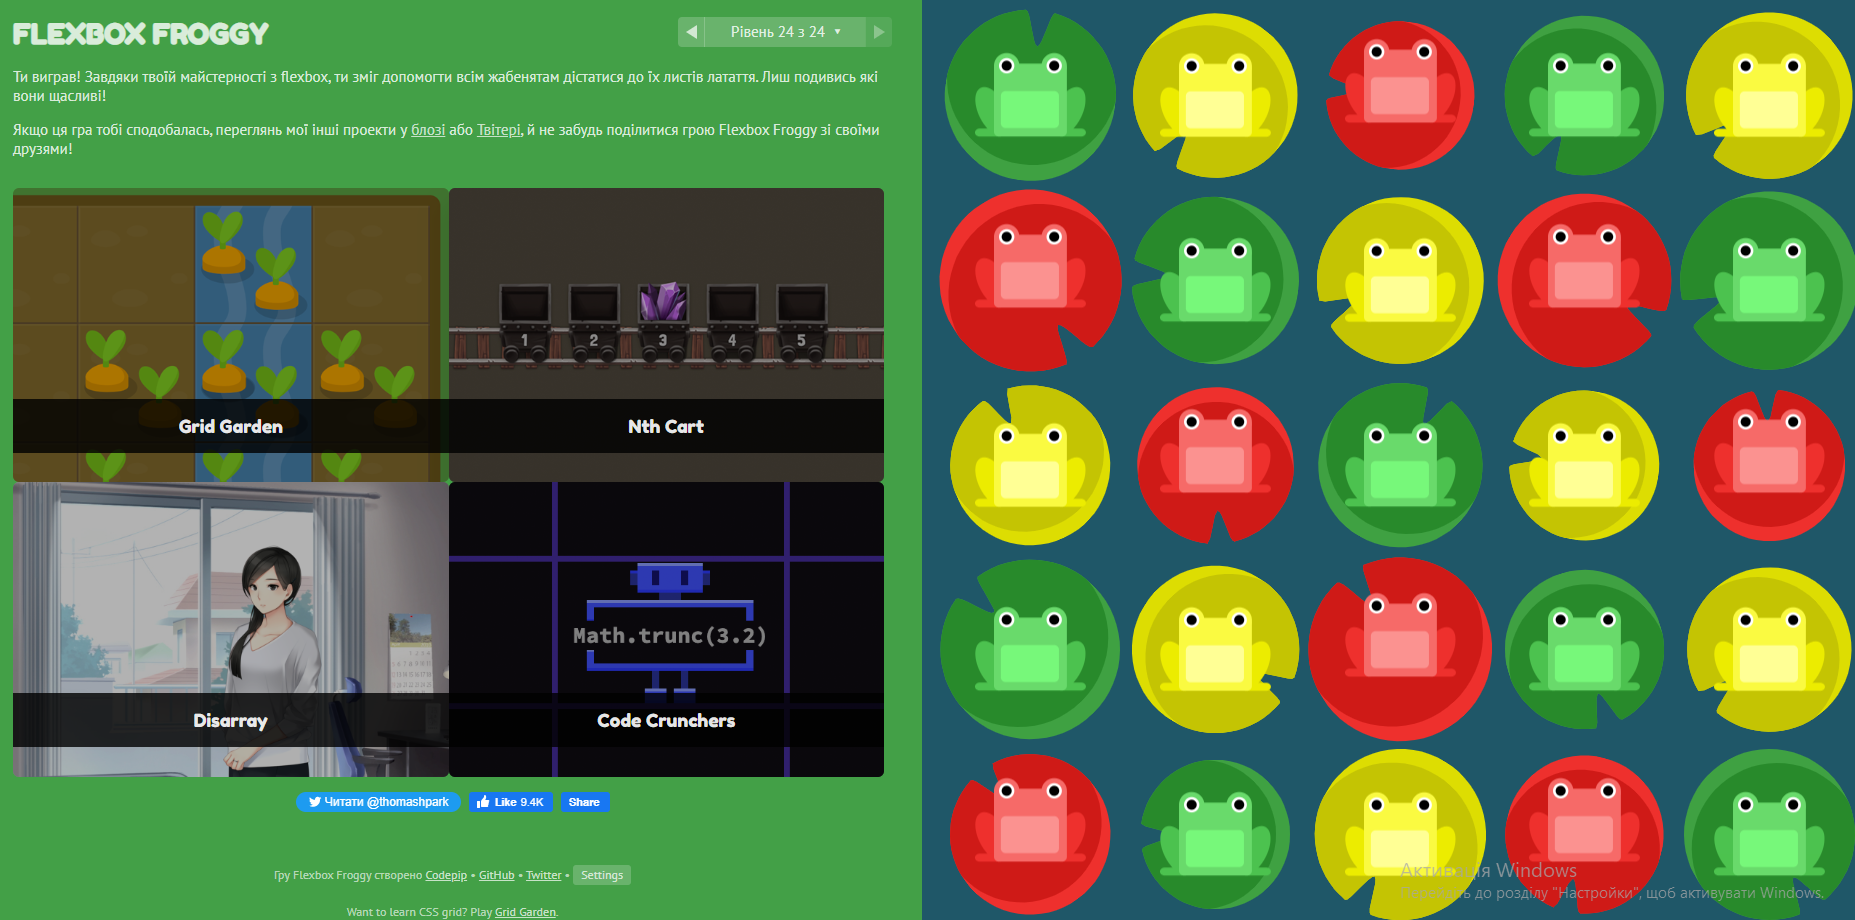 FLEXBOX FROGGY
Рівень 24 з 24
Ти виграв! Завдяки твоїй майстерності з flexbox, ти зміг допомогти всім жабенятам дістатися до їх листів латаття. Лиш подивись які
вони щасливі!
Якщо ця гра тобі сподобалась, переглянь мої інші проекти у блозі або Твітері, й не забудь поділитися грою Flexbox Froggy зі своїми
друзями!
1 2 3 4 5
Grid Garden
Nth Cart
Math.trunc(3.2)
Disarray
Code Crunchers
Читати @thomashpark
Like 9.4K
Share
Гру Flexbox Froggy створено Codepip • GitHub • Twitter • Settings
Want to learn CSS grid? Play Grid Garden.
Активація Windows
Перейдіть до розділу "Настройки", щоб активувати Windows.